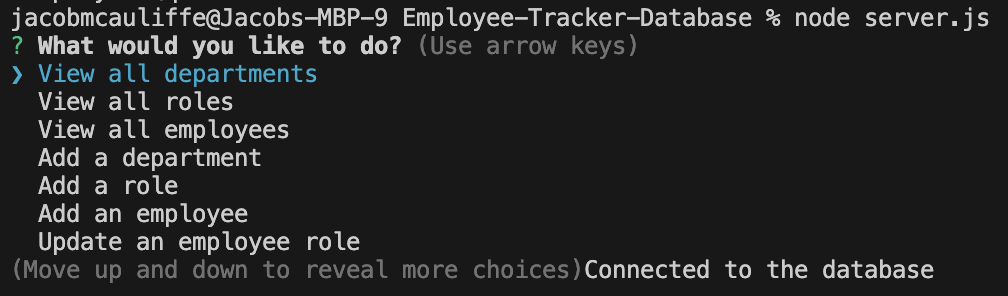 jacobmcauliffe@Jacobs-MBP-9 Employee-Tracker-Database % node server.js
? What would you like to do? (Use arrow keys)
❯ View all departments
View all roles
View all employees
Add a department
Add a role
Add an employee
Update an employee role
(Move up and down to reveal more choices)Connected to the database